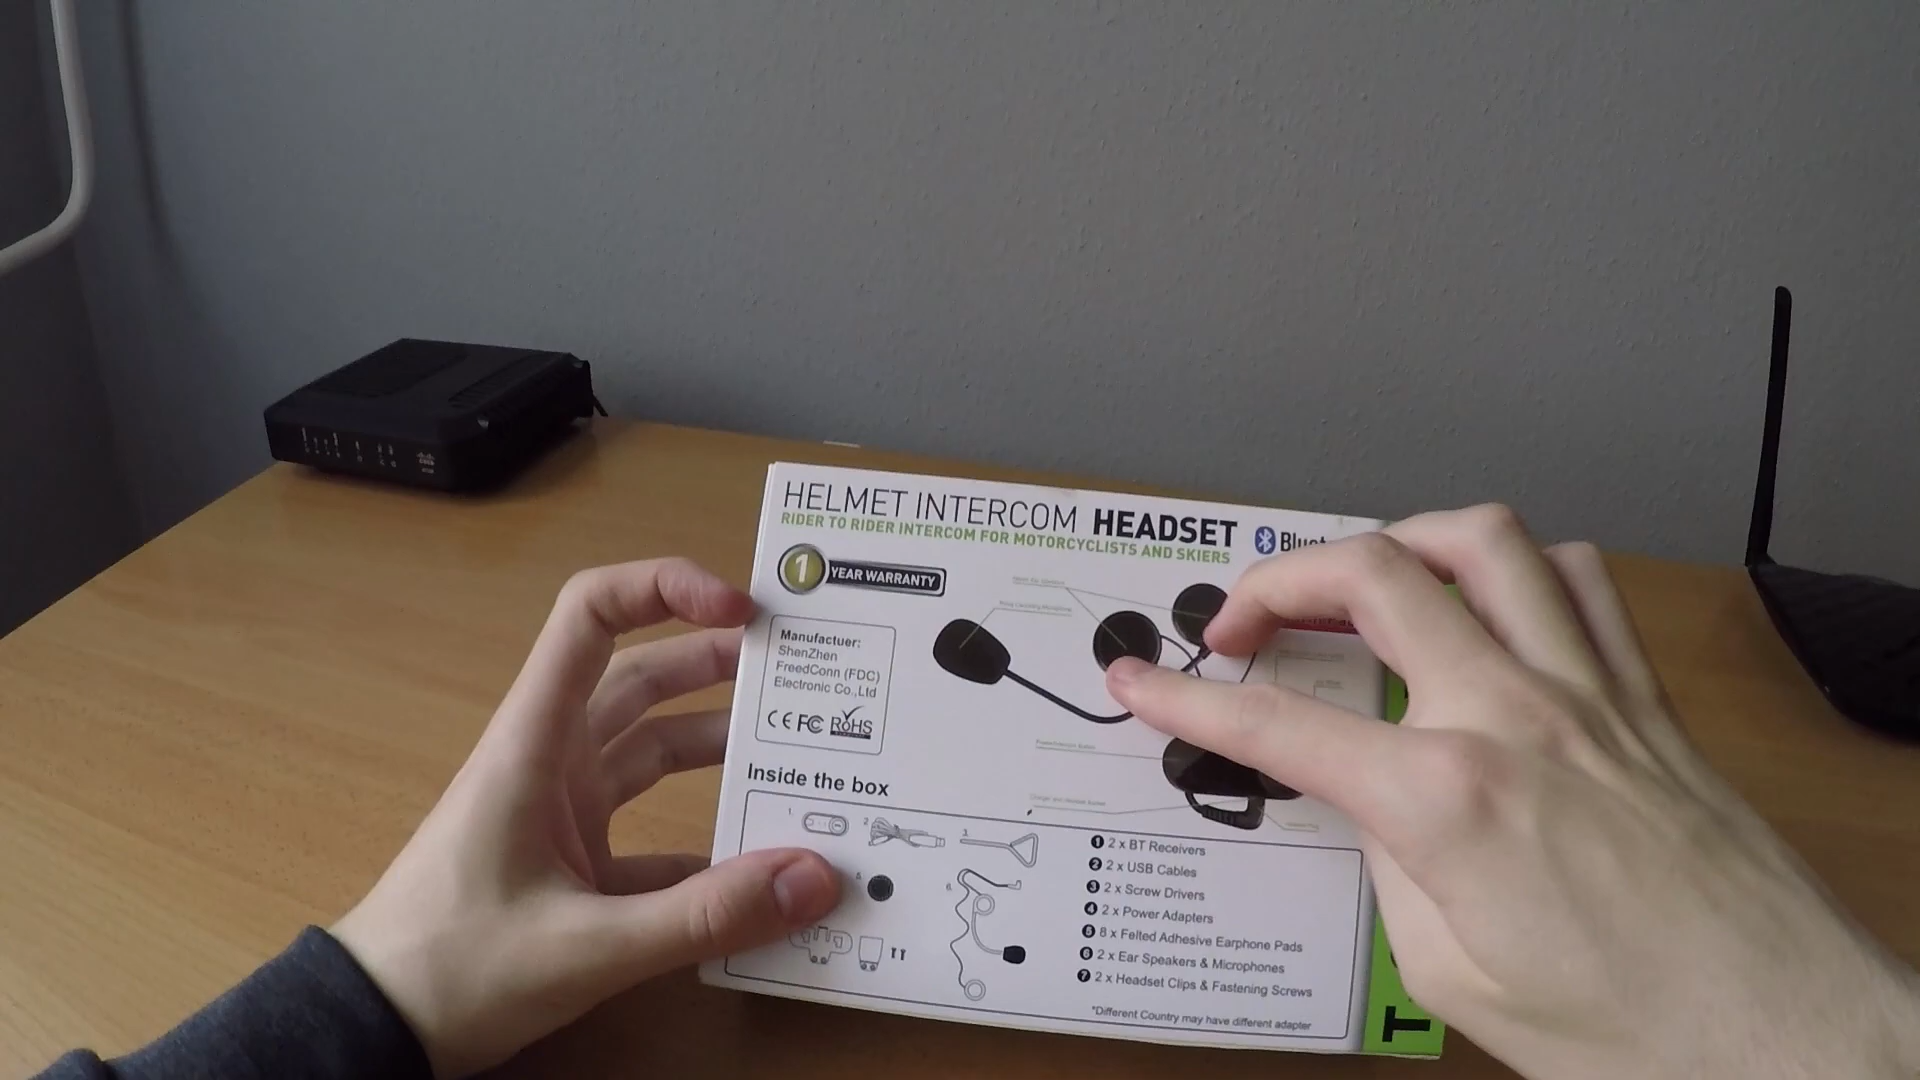 HELMET INTERCOM HEADSET
RIDER TO RIDER INTERCOM FOR MOTORCYCLISTS AND SKIERS
1 YEAR WARRANTY
Manufactuer:
ShenZhen
FreedConn (FDC)
Electronic Co.,Ltd
CE FC RoHS
Inside the box
1 2 x BT Receivers
2 2 x USB Cables
3 2 x Screw Drivers
4 2 x Power Adapters
5 8 x Felted Adhesive Earphone Pads
6 2 x Ear Speakers & Microphones
7 2 x Headset Clips & Fastening Screws
*Different Country may have different adapter
T